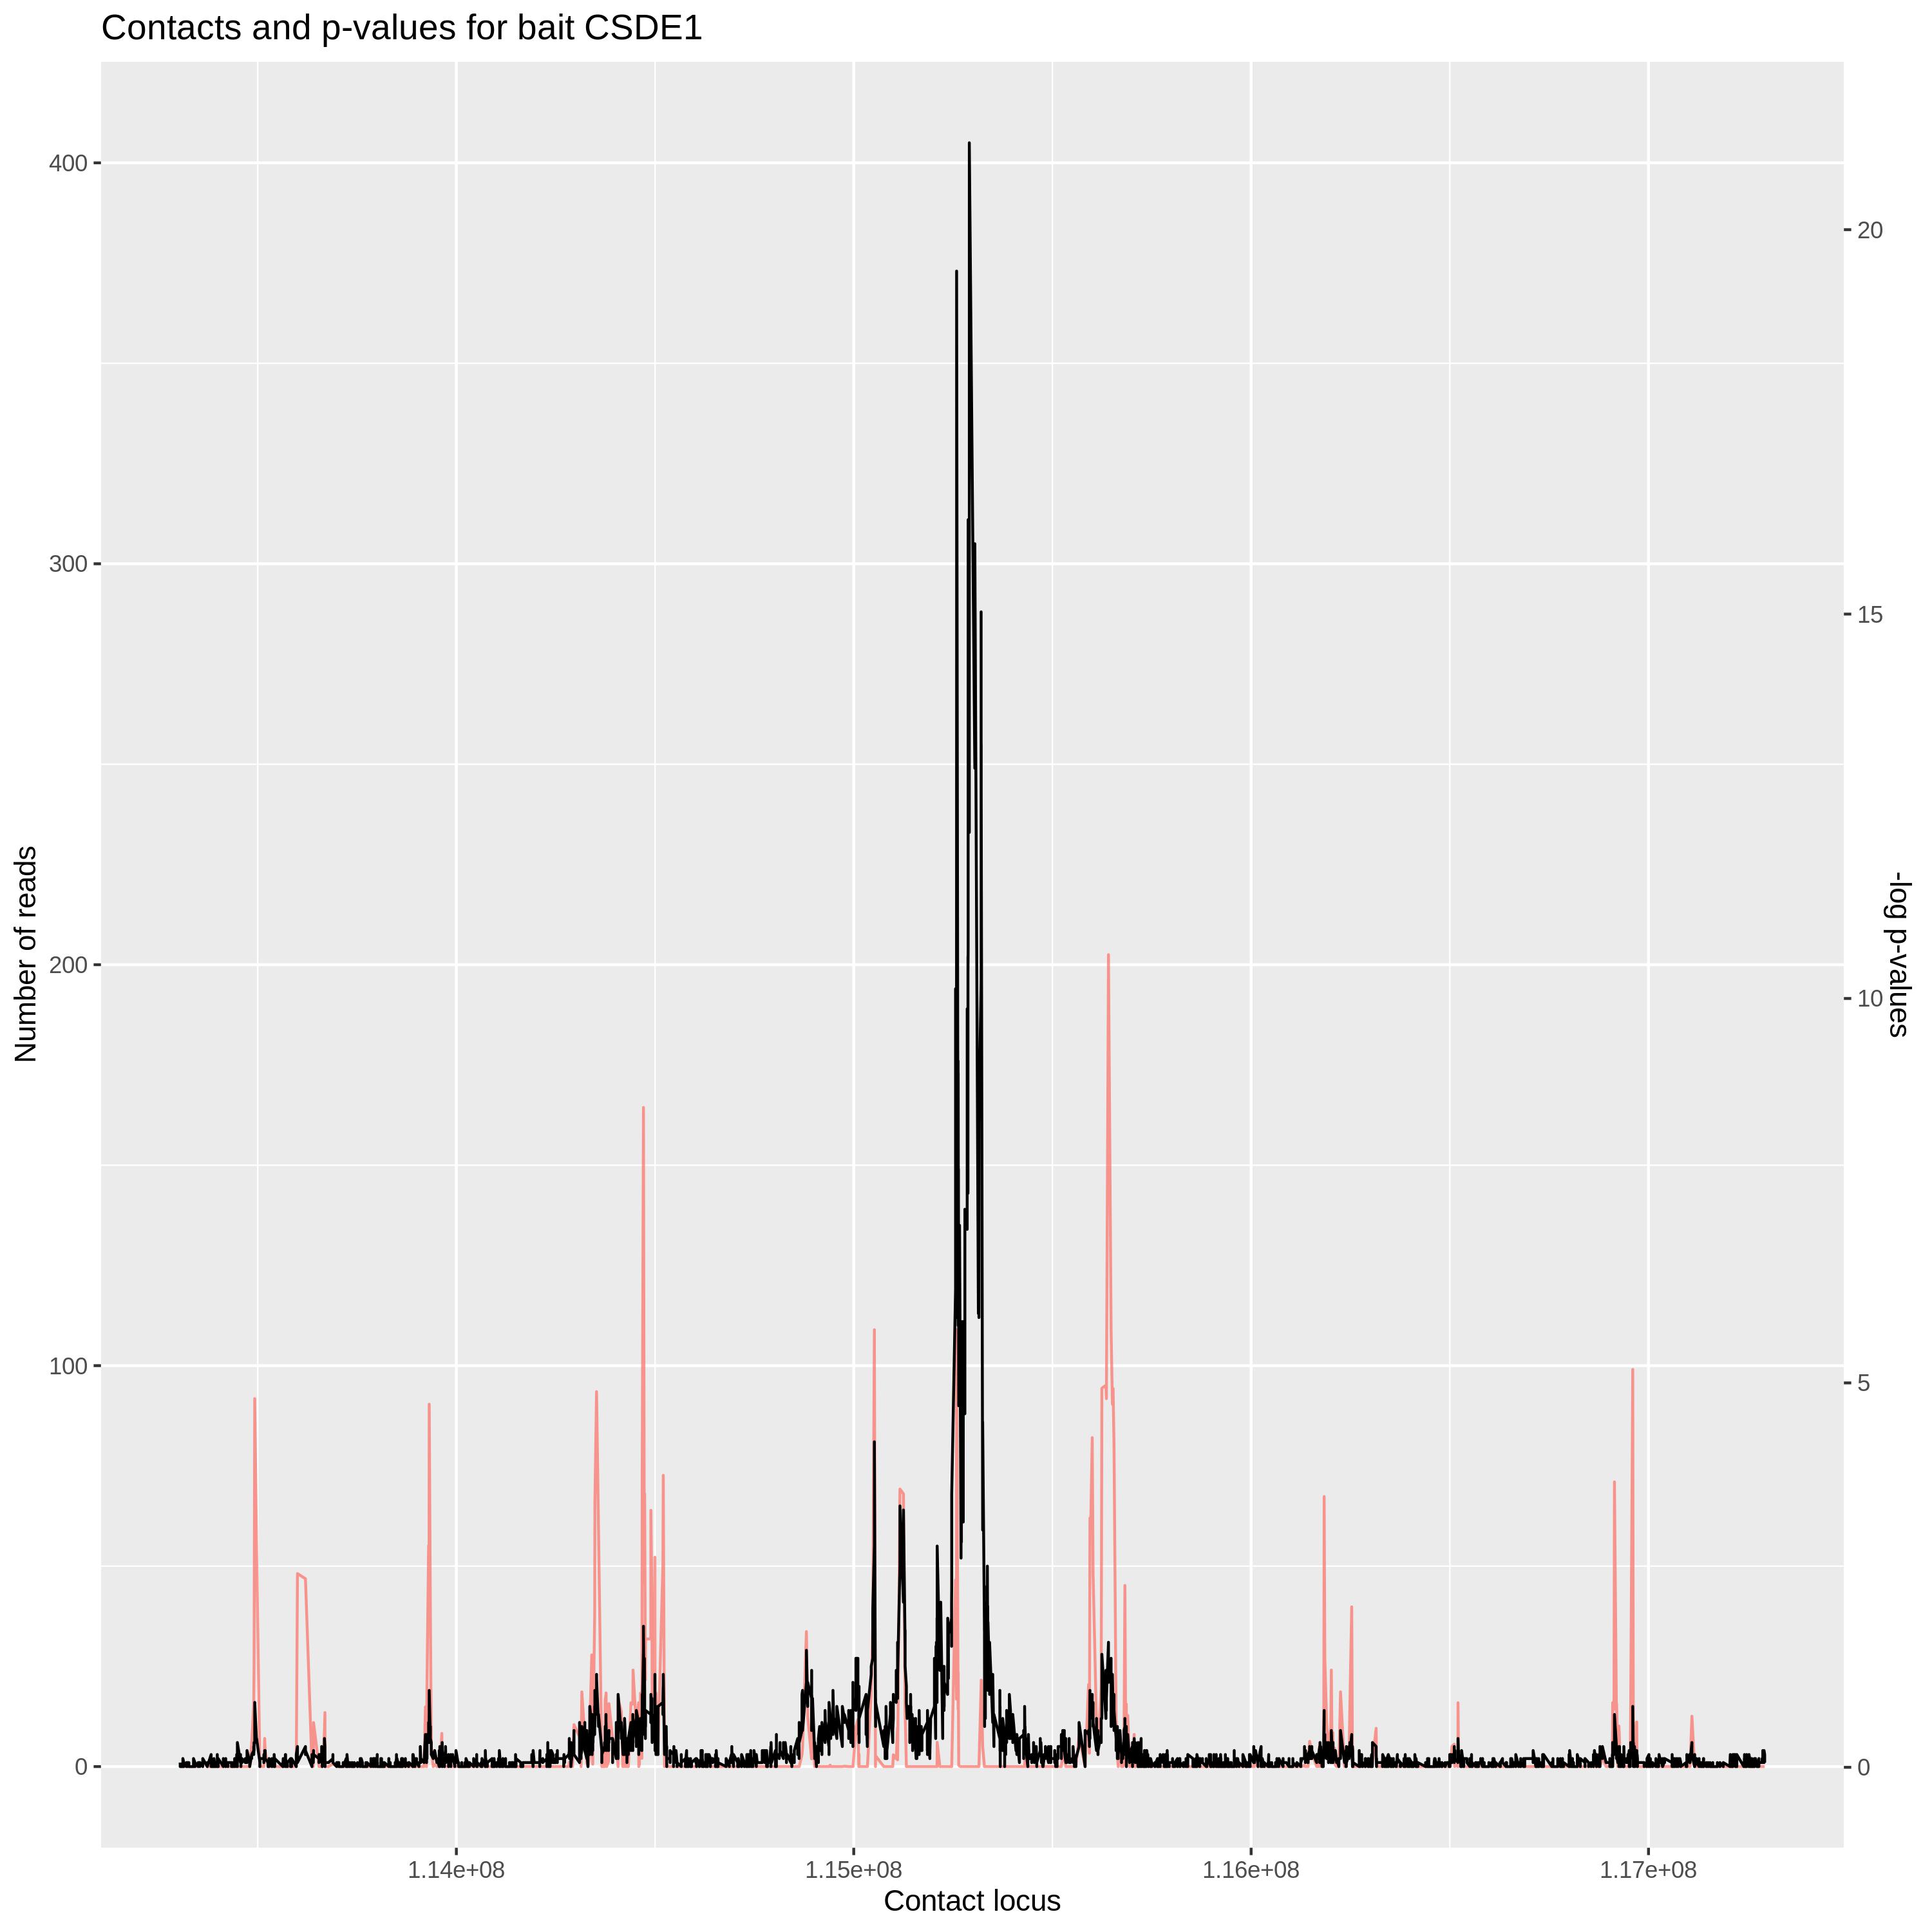 Contacts and p-values for bait CSDE1
400
300
200
100
0
Number of reads
20
15
10
5
0
-log p-values
1.14e+08 1.15e+08 1.16e+08 1.17e+08
Contact locus